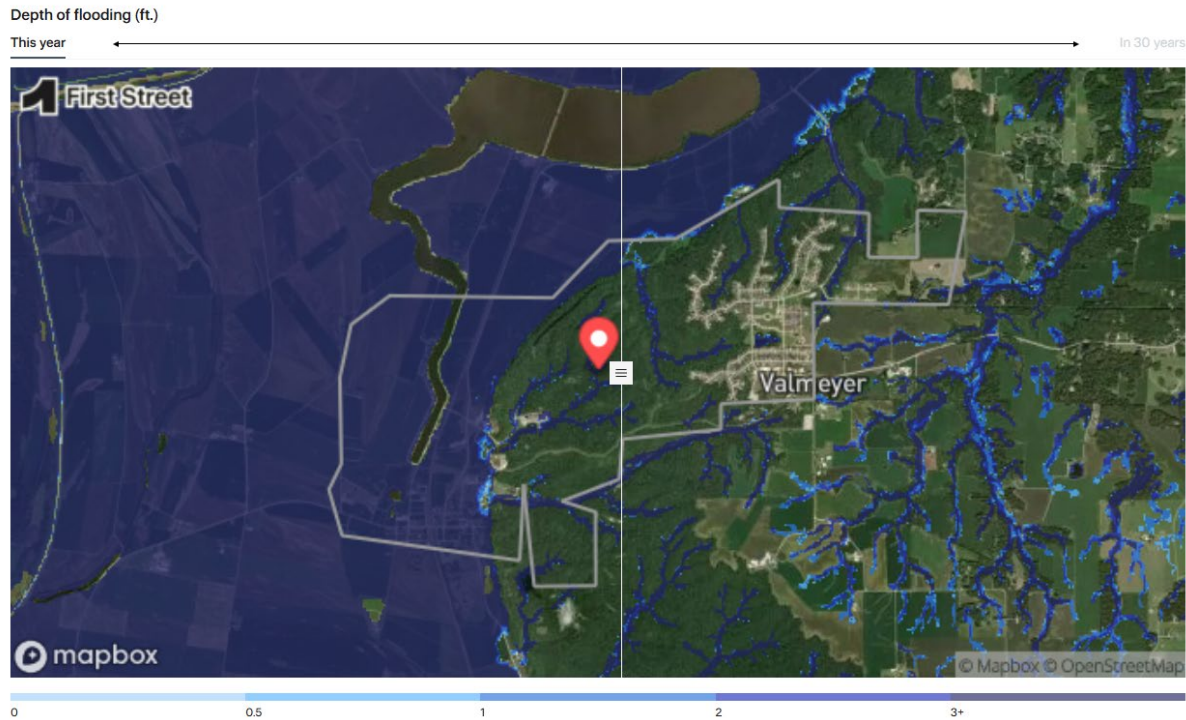 Depth of flooding (ft.)
This year
In 30 years
First Street
Valmeyer
mapbox
© Mapbox © OpenStreetMap
0 0.5 1 2 3+